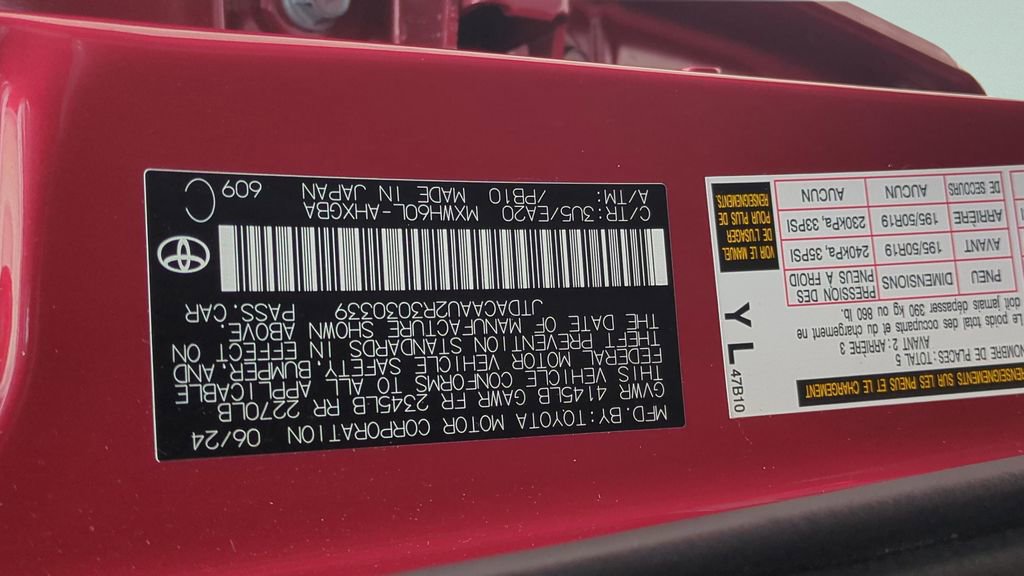 MFD. BY: TOYOTA MOTOR CORPORATION 06/24
GVWR 4145LB GAWR FR 2345LB RR 2270LB
THIS VEHICLE CONFORMS TO ALL APPLICABLE
FEDERAL MOTOR VEHICLE SAFETY, BUMPER, AND
THEFT PREVENTION STANDARDS IN EFFECT ON
THE DATE OF MANUFACTURE SHOWN ABOVE.
JTDACAAU2R3030339 PASS. CAR
C/TR: 3U5/EA20 MXWH60L-AHXGBA
A/TM: /PB10 MADE IN JAPAN
609
RENSEIGNEMENTS SUR LES PNEUS ET LE CHARGEMENT
47B10
NOMBRE DE PLACES: TOTAL 5
AVANT 2: ARRIÈRE 3
Le poids total des occupants et du chargement ne
doit jamais dépasser 390 kg ou 860 lb.
PNEU DIMENSIONS PRESSION DES PNEUS À FROID
AVANT 195/50R19 240kPa, 35PSI
ARRIÈRE 195/50R19 230kPa, 33PSI
DE SECOURS AUCUN AUCUN
VOIR LE MANUEL
DE L'USAGER
POUR PLUS DE
RENSEIGNEMENTS
Y L